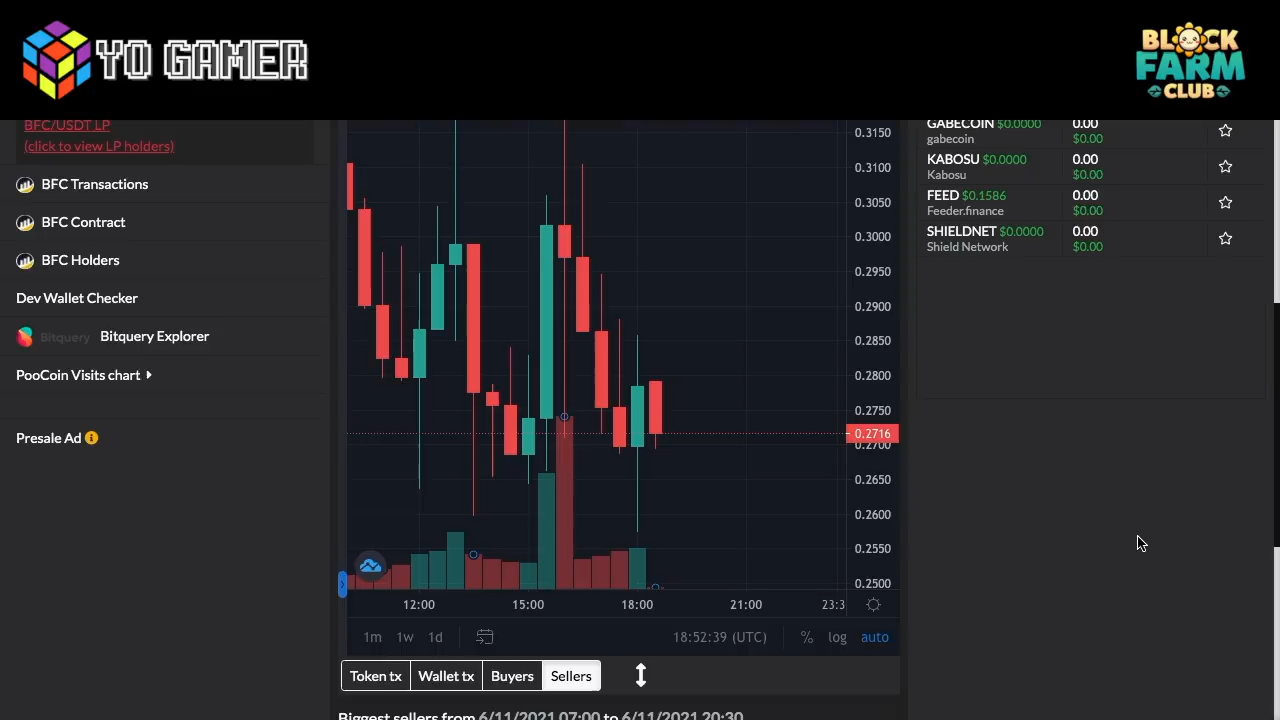 YO GAMER
BLOCK
FARM
CLUB
BFC/USDT LP
(click to view LP holders)
BFC Transactions
BFC Contract
BFC Holders
Dev Wallet Checker
Bitquery
Bitquery Explorer
PooCoin Visits chart
Presale Ad
0.3150
0.3100
0.3050
0.3000
0.2950
0.2900
0.2850
0.2800
0.2750
0.2716
0.2700
0.2650
0.2600
0.2550
0.2500
12:00 15:00 18:00 21:00 23:3
1m 1w 1d 18:52:39 (UTC) % log auto
Token tx Wallet tx Buyers Sellers
Biggest sellers from 6/11/2021 07:00 to 6/11/2021 20:30
GABECOIN $0.0000 0.00
gabecoin $0.00
KABOSU $0.0000 0.00
Kabosu $0.00
FEED $0.1586 0.00
Feeder.finance $0.00
SHIELDNET $0.0000 0.00
Shield Network $0.00